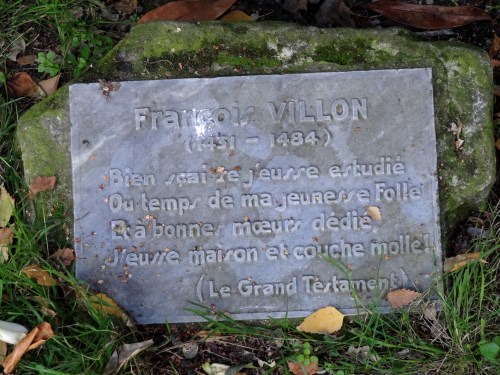 François VILLON
(1431 - 1484)
Bien sçai se j'eusse estudié
Ou temps de ma jeunesse Folle
Et à bonnes mœurs dédié
J'eusse maison et couche molle!
(Le Grand Testament)